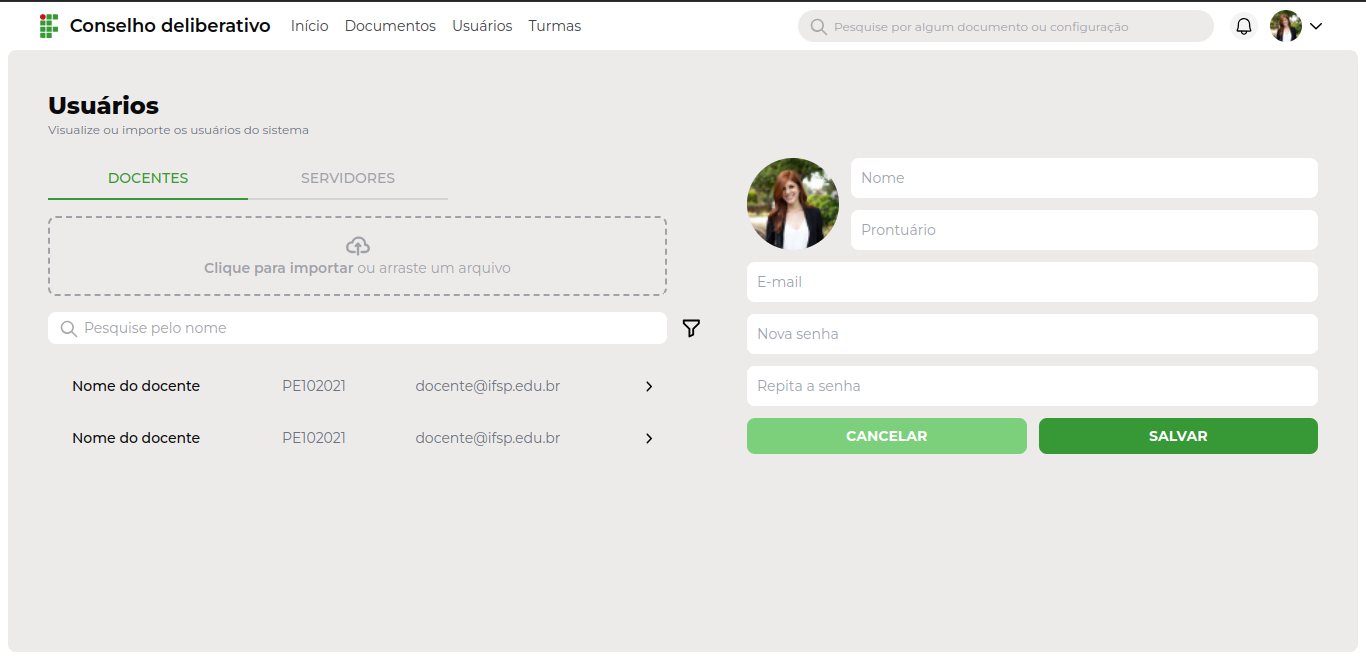 Conselho deliberativo Início Documentos Usuários Turmas Pesquise por algum documento ou configuração
Usuários
Visualize ou importe os usuários do sistema
DOCENTES SERVIDORES
Clique para importar ou arraste um arquivo
Pesquise pelo nome
Nome do docente PE102021 docente@ifsp.edu.br
Nome do docente PE102021 docente@ifsp.edu.br
Nome
Prontuário
E-mail
Nova senha
Repita a senha
CANCELAR SALVAR